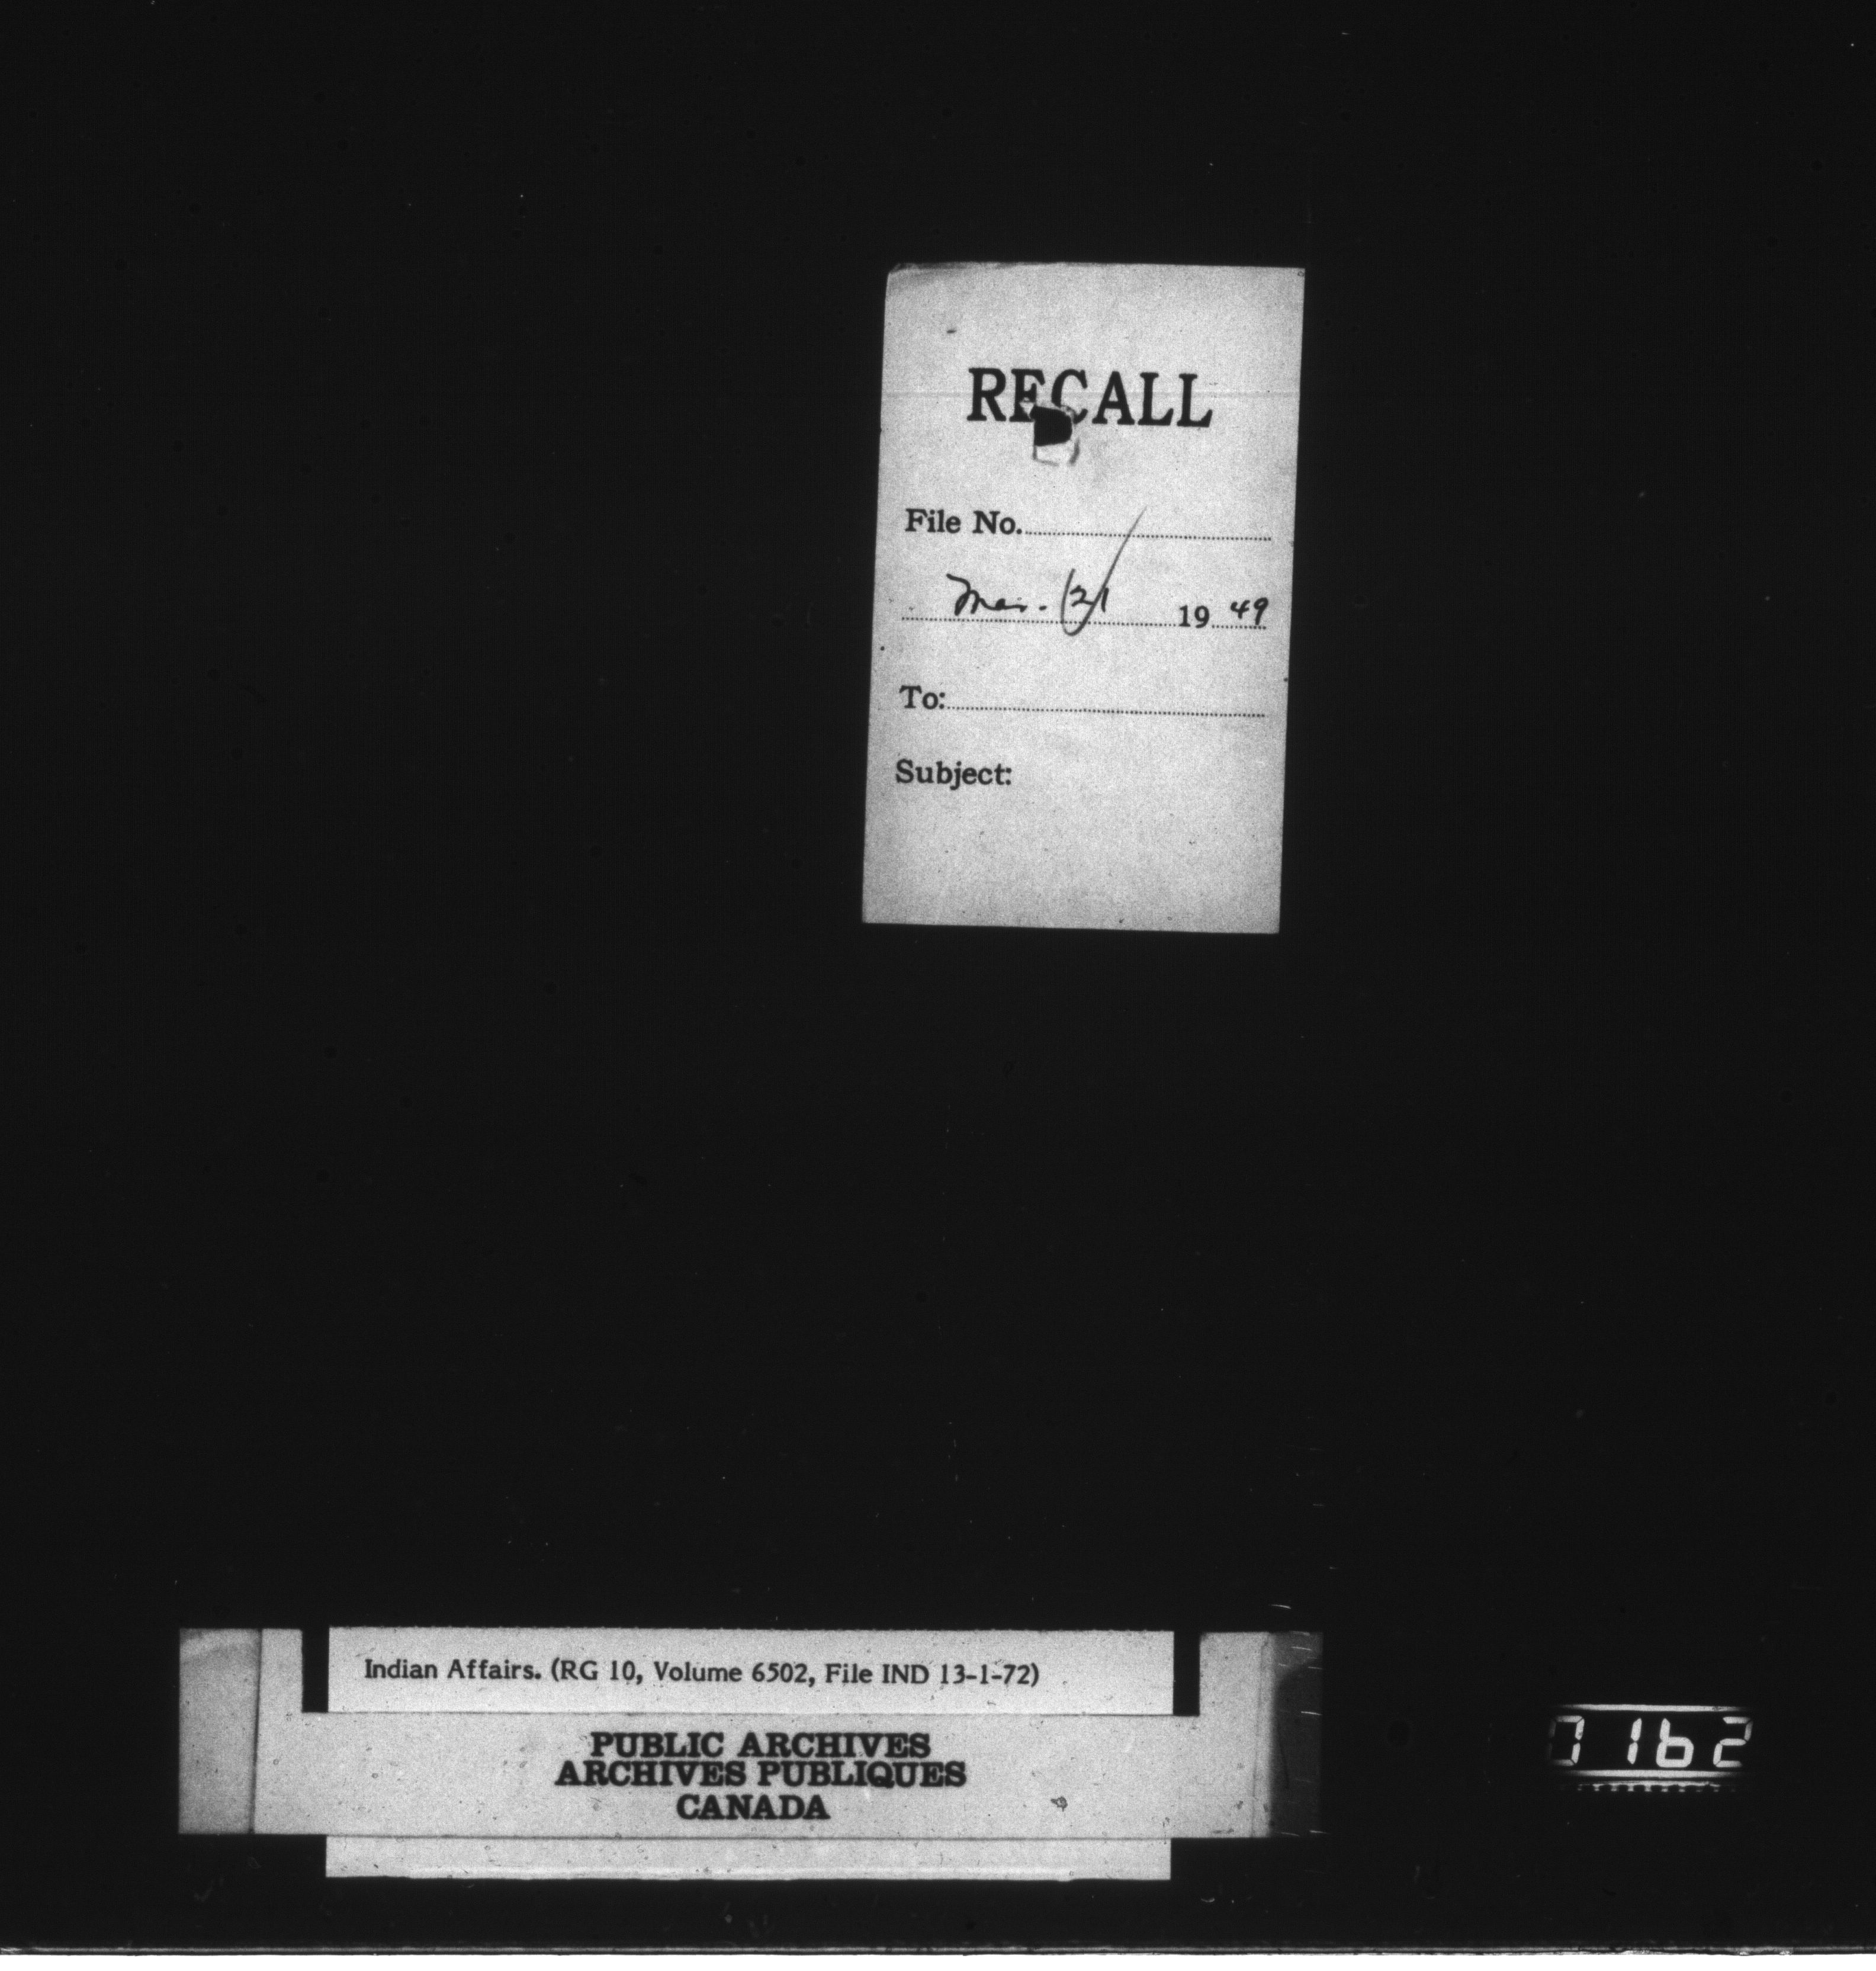 RECALL
File No.
Mar. 21 1949
To:
Subject:
Indian Affairs. (RG 10, Volume 6502, File IND 13-1-72)
PUBLIC ARCHIVES
ARCHIVES PUBLIQUES
CANADA
0162